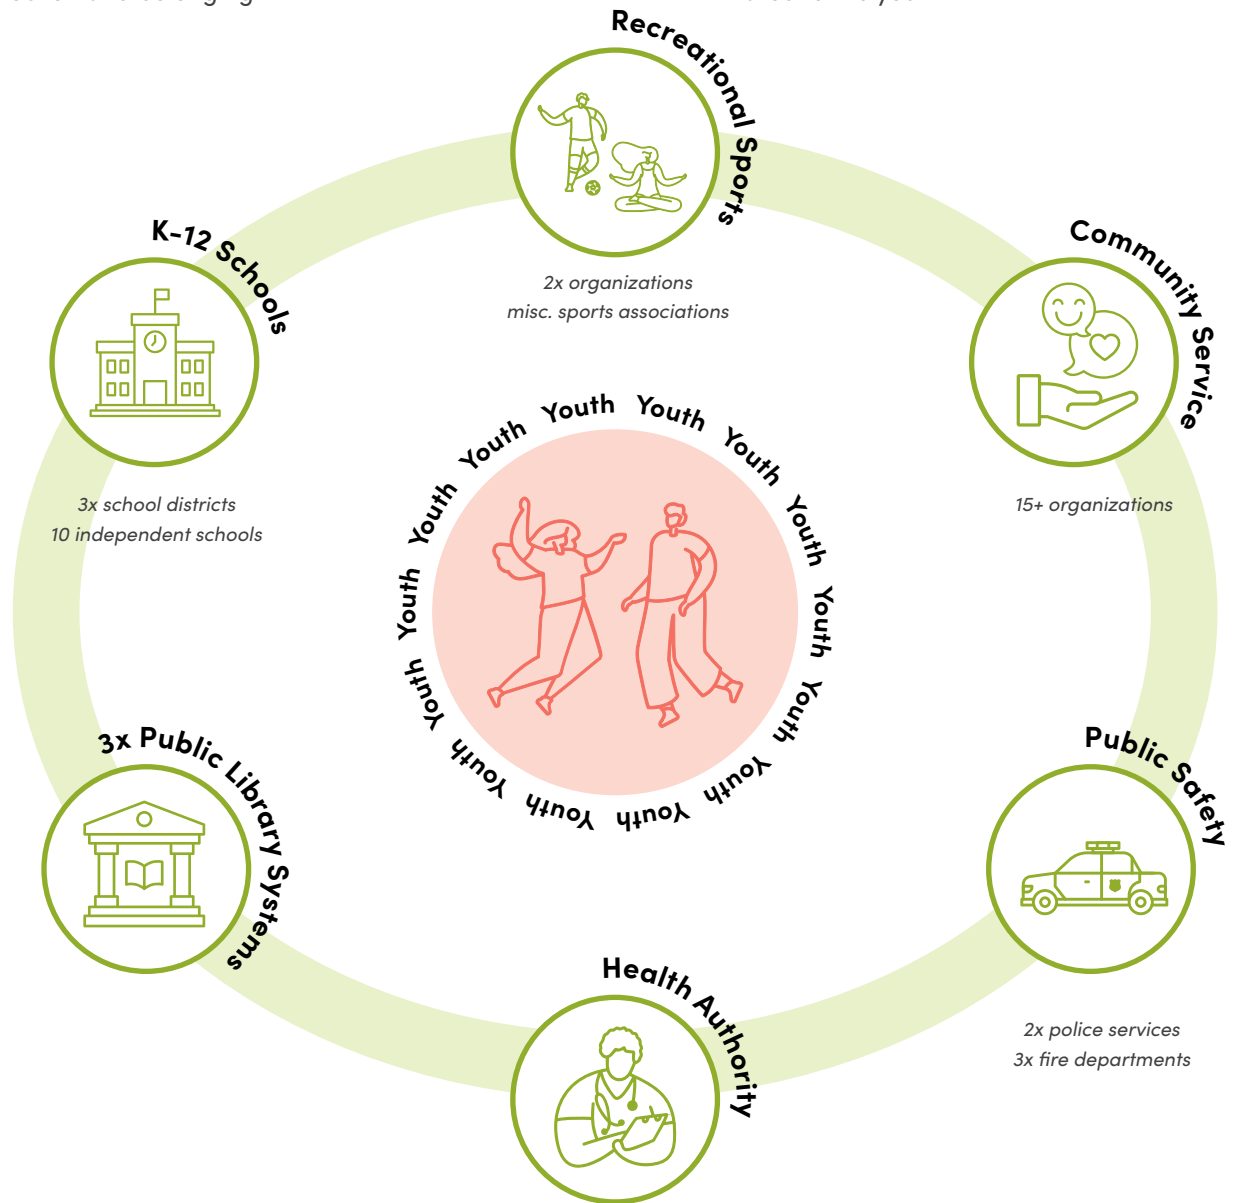 Recreational Sports
2x organizations
misc. sports associations
K-12 Schools
3x school districts
10 independent schools
Community Service
15+ organizations
Youth Youth Youth Youth Youth Youth Youth Youth Youth Youth Youth Youth Youth Youth
3x Public Library Systems
Public Safety
2x police services
3x fire departments
Health Authority